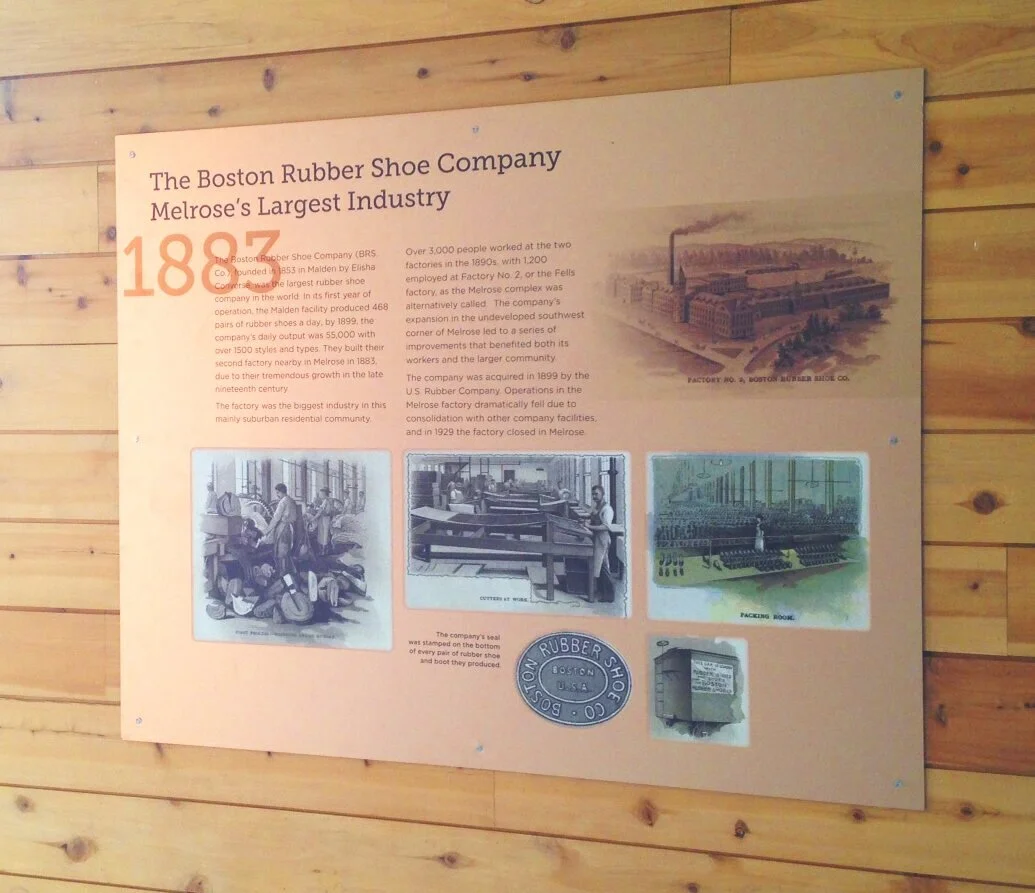 The Boston Rubber Shoe Company
Melrose's Largest Industry
1883
The Boston Rubber Shoe Company (BRS.
Co.), founded in 1853 in Malden by Elisha
Converse, was the largest rubber shoe
company in the world. In its first year of
operation, the Malden facility produced 468
pairs of rubber shoes a day, by 1899, the
company's daily output was 55,000 with
over 1500 styles and types. They built their
second factory nearby in Melrose in 1883,
due to their tremendous growth in the late
nineteenth century.
The factory was the biggest industry in this
mainly suburban residential community.
Over 3,000 people worked at the two
factories in the 1890s, with 1,200
employed at Factory No. 2, or the Fells
factory, as the Melrose complex was
alternatively called. The company's
expansion in the undeveloped southwest
corner of Melrose led to a series of
improvements that benefited both its
workers and the larger community.
The company was acquired in 1899 by the
U.S. Rubber Company. Operations in the
Melrose factory dramatically fell due to
consolidation with other company facilities,
and in 1929 the factory closed in Melrose.
FACTORY NO. 2, BOSTON RUBBER SHOE CO.
FIRST PROCESS
CUTTERS AT WORK.
PACKING ROOM.
The company's seal
was stamped on the bottom
of every pair of rubber shoe
and boot they produced.
BOSTON RUBBER SHOE CO
BOSTON
U.S.A.
THIS CAR IS LOADED
WITH
RUBBER
BOSTON